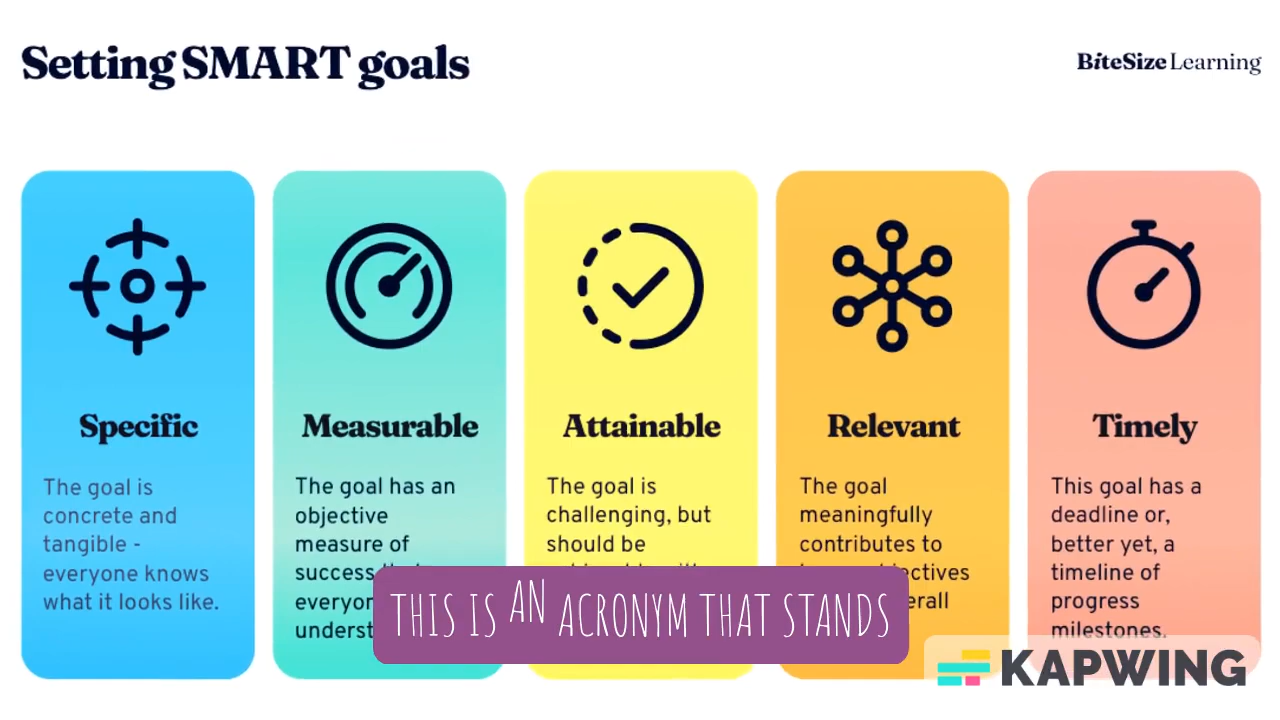 Setting SMART goals
BiteSize Learning
Specific
The goal is
concrete and
tangible -
everyone knows
what it looks like.
Measurable
The goal has an
objective
measure of
success
Attainable
The goal is
challenging, but
should be
Relevant
The goal
meaningfully
contributes to
Timely
This goal has a
deadline or,
better yet, a
timeline of
progress
milestones.
THIS IS AN ACRONYM THAT STANDS
KAPWING